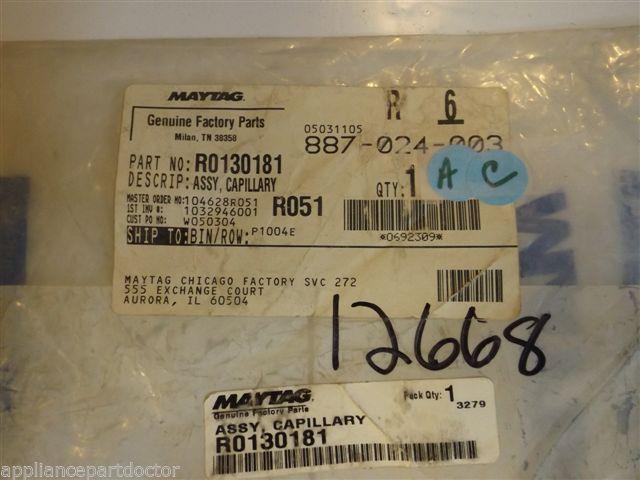 MAYTAG
Genuine Factory Parts
Milan, TN 38358
R 6
05031105
887-024-003
PART NO: R0130181
DESCRIP: ASSY, CAPILLARY
QTY: 1
A C
MASTER ORDER NO: 104628R051
1ST INV #: 1032946001
R051
CUST PO NO: W050304
SHIP TO: BIN/ROW: P1004E
*0692309*
MAYTAG CHICAGO FACTORY SVC 272
555 EXCHANGE COURT
AURORA, IL 60504
12668
MAYTAG
Genuine Factory Parts
Pack Qty: 1
3279
ASSY, CAPILLARY
R0130181
© appliancepartdoctor